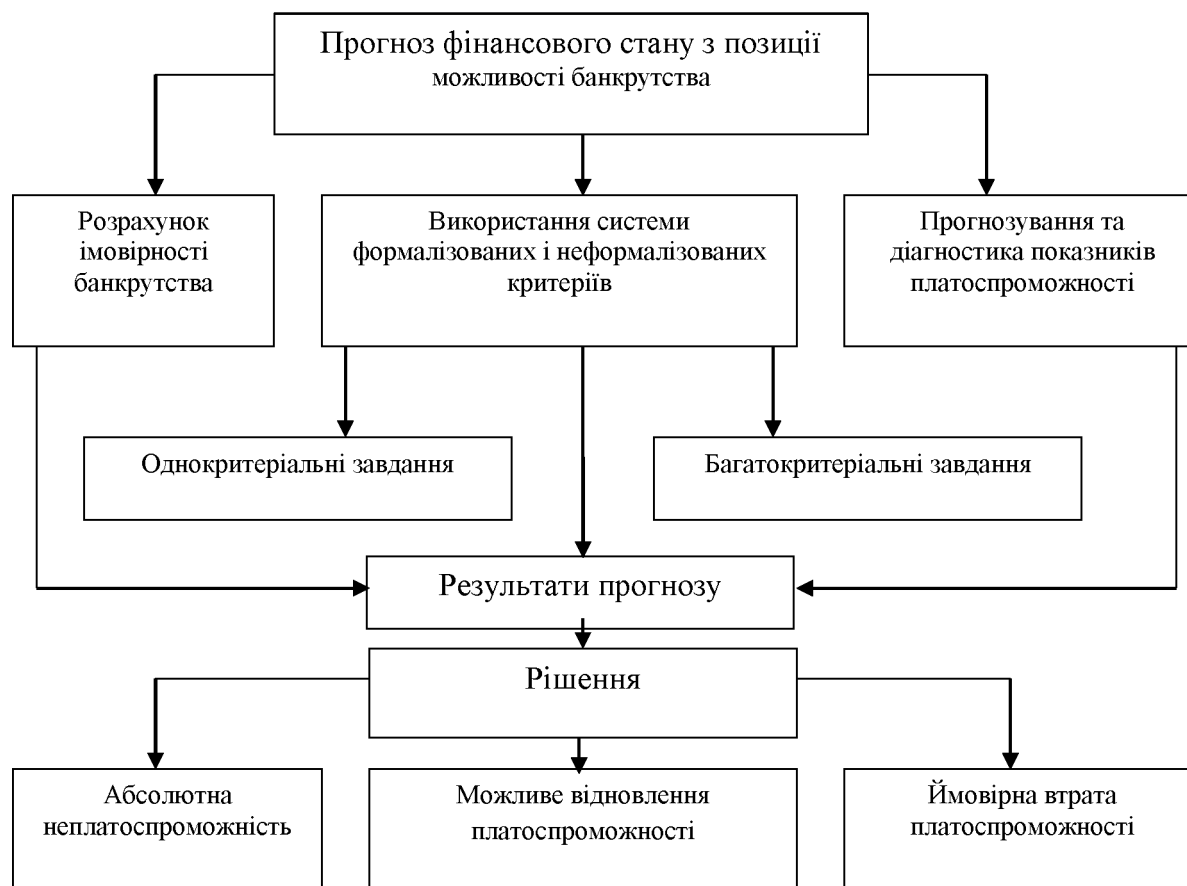 Прогноз фінансового стану з позиції
можливості банкрутства
Розрахунок
імовірності
банкрутства
Використання системи
формалізованих і неформалізованих
критеріїв
Прогнозування та
діагностика показників
платоспроможності
Однокритеріальні завдання
Багатокритеріальні завдання
Результати прогнозу
Рішення
Абсолютна
неплатоспроможність
Можливе відновлення
платоспроможності
Ймовірна втрата
платоспроможності